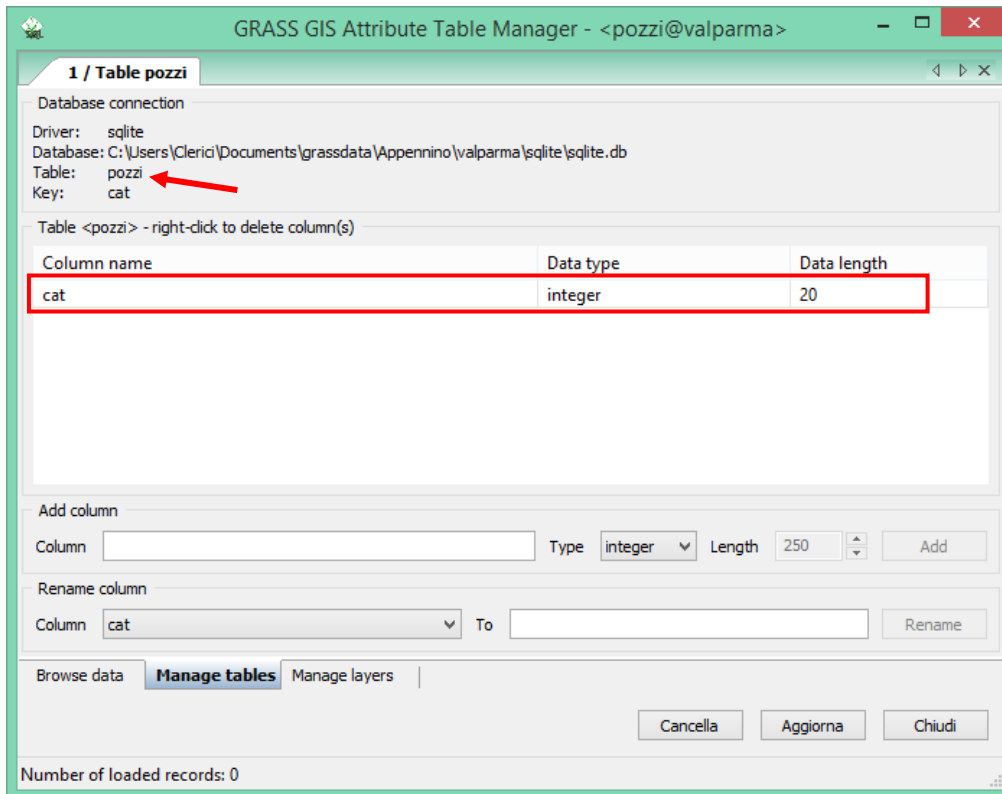 GRASS GIS Attribute Table Manager - <pozzi@valparma>
1 / Table pozzi
Database connection
Driver: sqlite
Database: C:\Users\Clerici\Documents\grassdata\Appennino\valparma\sqlite\sqlite.db
Table: pozzi
Key: cat
Table <pozzi> - right-click to delete column(s)
Column name Data type Data length
cat integer 20
Add column
Column Type integer Length 250 Add
Rename column
Column cat To Rename
Browse data Manage tables Manage layers
Cancella Aggiorna Chiudi
Number of loaded records: 0